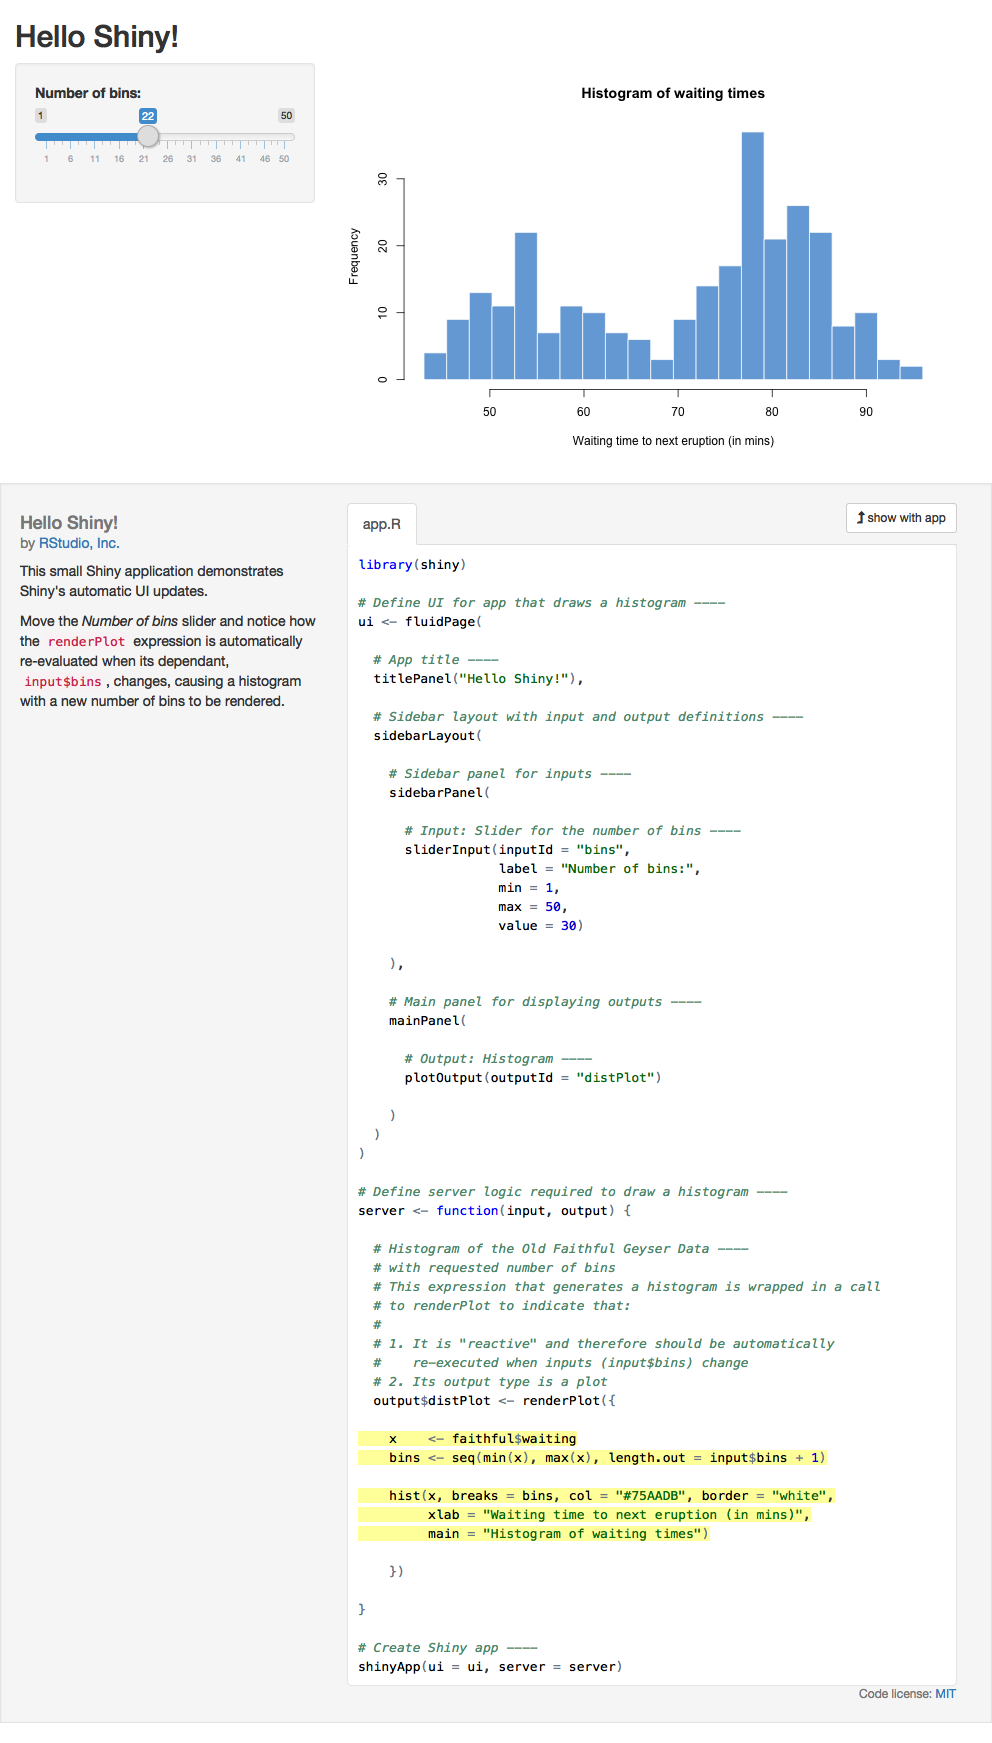 Hello Shiny!
Number of bins:
1 22 50
1 6 11 16 21 26 31 36 41 46 50
Histogram of waiting times
Frequency
30
20
10
0
50 60 70 80 90
Waiting time to next eruption (in mins)
Hello Shiny!
by RStudio, Inc.
This small Shiny application demonstrates
Shiny's automatic UI updates.
Move the Number of bins slider and notice how
the renderPlot expression is automatically
re-evaluated when its dependant,
input$bins , changes, causing a histogram
with a new number of bins to be rendered.
app.R
show with app
library(shiny)
# Define UI for app that draws a histogram ----
ui <- fluidPage(
  # App title ----
  titlePanel("Hello Shiny!"),
  # Sidebar layout with input and output definitions ----
  sidebarLayout(
    # Sidebar panel for inputs ----
    sidebarPanel(
      # Input: Slider for the number of bins ----
      sliderInput(inputId = "bins",
                  label = "Number of bins:",
                  min = 1,
                  max = 50,
                  value = 30)
    ),
    # Main panel for displaying outputs ----
    mainPanel(
      # Output: Histogram ----
      plotOutput(outputId = "distPlot")
    )
  )
)
# Define server logic required to draw a histogram ----
server <- function(input, output) {
  # Histogram of the Old Faithful Geyser Data ----
  # with requested number of bins
  # This expression that generates a histogram is wrapped in a call
  # to renderPlot to indicate that:
  #
  # 1. It is "reactive" and therefore should be automatically
  #    re-executed when inputs (input$bins) change
  # 2. Its output type is a plot
  output$distPlot <- renderPlot({
    x    <- faithful$waiting
    bins <- seq(min(x), max(x), length.out = input$bins + 1)
    hist(x, breaks = bins, col = "#75AADB", border = "white",
         xlab = "Waiting time to next eruption (in mins)",
         main = "Histogram of waiting times")
    })
}
# Create Shiny app ----
shinyApp(ui = ui, server = server)
Code license: MIT